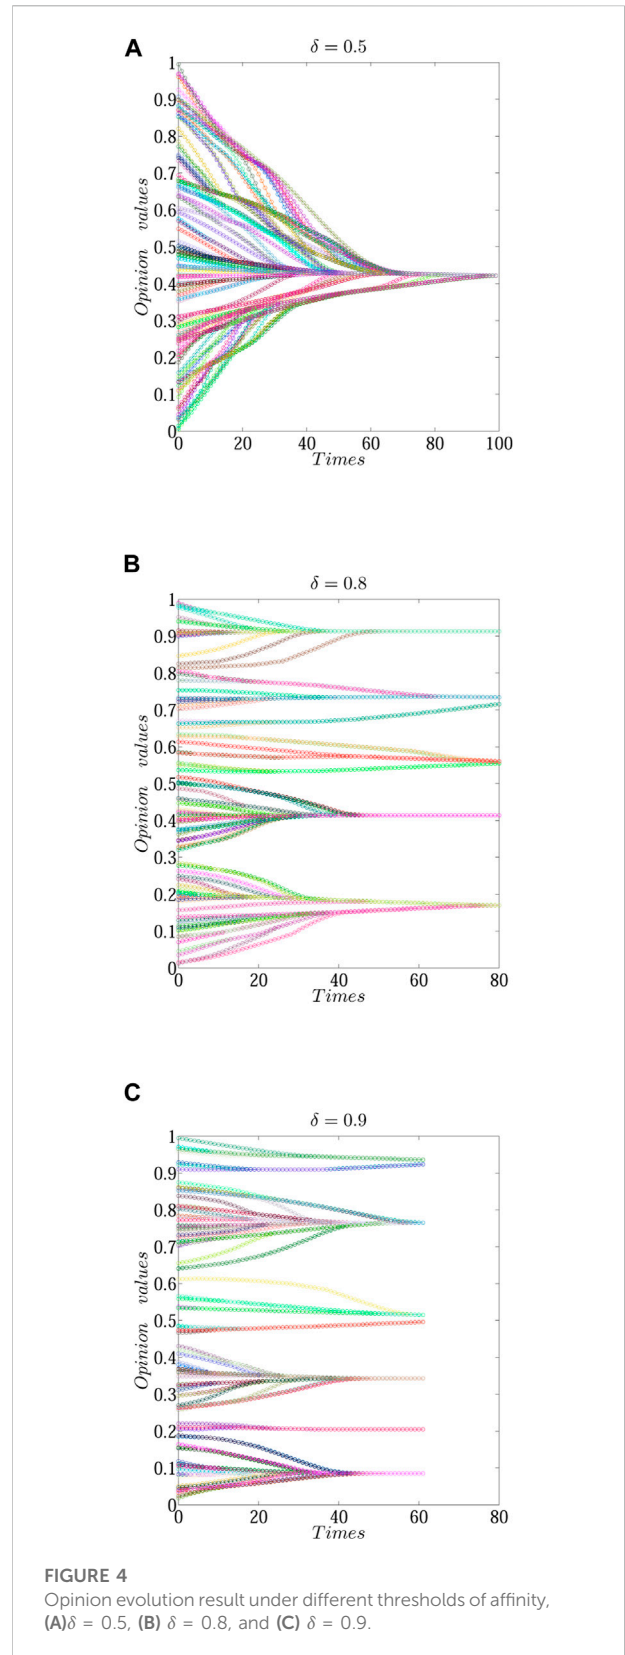 A
δ = 0.5
1
0.9
0.8
0.7
0.6
0.5
0.4
0.3
0.2
0.1
0
Opinion values
0 20 40 60 80 100
Times
B
δ = 0.8
1
0.9
0.8
0.7
0.6
0.5
0.4
0.3
0.2
0.1
0
Opinion values
0 20 40 60 80
Times
C
δ = 0.9
1
0.9
0.8
0.7
0.6
0.5
0.4
0.3
0.2
0.1
0
Opinion values
0 20 40 60 80
Times
FIGURE 4
Opinion evolution result under different thresholds of affinity,
(A)δ = 0.5, (B) δ = 0.8, and (C) δ = 0.9.